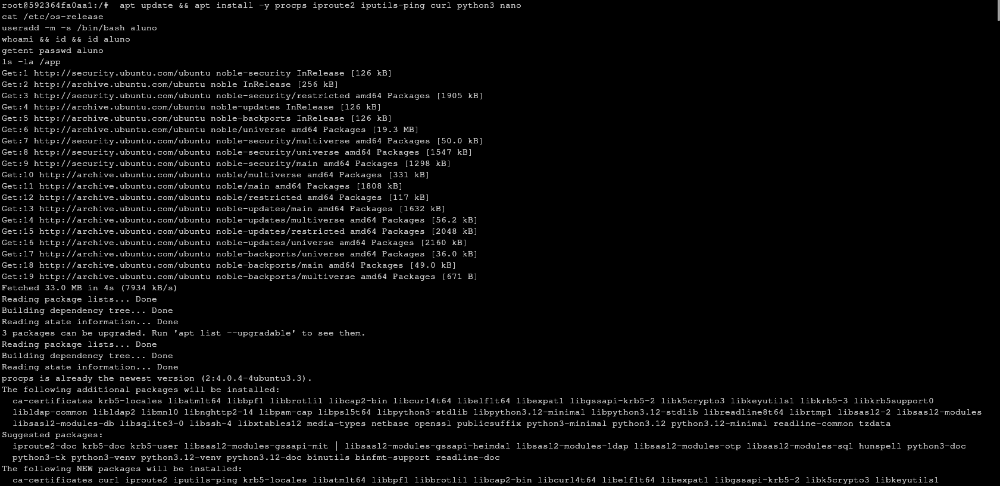 root@592364fa0aa1:/#  apt update && apt install -y procps iproute2 iputils-ping curl python3 nano
cat /etc/os-release
useradd -m -s /bin/bash aluno
whoami && id && id aluno
getent passwd aluno
ls -la /app
Get:1 http://security.ubuntu.com/ubuntu noble-security InRelease [126 kB]
Get:2 http://archive.ubuntu.com/ubuntu noble InRelease [256 kB]
Get:3 http://security.ubuntu.com/ubuntu noble-security/restricted amd64 Packages [1905 kB]
Get:4 http://archive.ubuntu.com/ubuntu noble-updates InRelease [126 kB]
Get:5 http://archive.ubuntu.com/ubuntu noble-backports InRelease [126 kB]
Get:6 http://archive.ubuntu.com/ubuntu noble/universe amd64 Packages [19.3 MB]
Get:7 http://security.ubuntu.com/ubuntu noble-security/multiverse amd64 Packages [50.0 kB]
Get:8 http://security.ubuntu.com/ubuntu noble-security/universe amd64 Packages [1547 kB]
Get:9 http://security.ubuntu.com/ubuntu noble-security/main amd64 Packages [1298 kB]
Get:10 http://archive.ubuntu.com/ubuntu noble/multiverse amd64 Packages [331 kB]
Get:11 http://archive.ubuntu.com/ubuntu noble/main amd64 Packages [1808 kB]
Get:12 http://archive.ubuntu.com/ubuntu noble/restricted amd64 Packages [117 kB]
Get:13 http://archive.ubuntu.com/ubuntu noble-updates/main amd64 Packages [1632 kB]
Get:14 http://archive.ubuntu.com/ubuntu noble-updates/multiverse amd64 Packages [56.2 kB]
Get:15 http://archive.ubuntu.com/ubuntu noble-updates/restricted amd64 Packages [2048 kB]
Get:16 http://archive.ubuntu.com/ubuntu noble-updates/universe amd64 Packages [2160 kB]
Get:17 http://archive.ubuntu.com/ubuntu noble-backports/universe amd64 Packages [36.0 kB]
Get:18 http://archive.ubuntu.com/ubuntu noble-backports/main amd64 Packages [49.0 kB]
Get:19 http://archive.ubuntu.com/ubuntu noble-backports/multiverse amd64 Packages [671 B]
Fetched 33.0 MB in 4s (7934 kB/s)
Reading package lists... Done
Building dependency tree... Done
Reading state information... Done
3 packages can be upgraded. Run 'apt list --upgradable' to see them.
Reading package lists... Done
Building dependency tree... Done
Reading state information... Done
procps is already the newest version (2:4.0.4-4ubuntu3.3).
The following additional packages will be installed:
  ca-certificates krb5-locales libatm1t64 libbpf1 libbrotli1 libcap2-bin libcurl4t64 libelf1t64 libexpat1 libgssapi-krb5-2 libk5crypto3 libkeyutils1 libkrb5-3 libkrb5support0
  libldap-common libldap2 libmnl0 libnghttp2-14 libpam-cap libpsl5t64 libpython3-stdlib libpython3.12-minimal libpython3.12-stdlib libreadline8t64 librtmp1 libsasl2-2 libsasl2-modules
  libsasl2-modules-db libsqlite3-0 libssh-4 libxtables12 media-types netbase openssl publicsuffix python3-minimal python3.12 python3.12-minimal readline-common tzdata
Suggested packages:
  iproute2-doc krb5-doc krb5-user libsasl2-modules-gssapi-mit | libsasl2-modules-gssapi-heimdal libsasl2-modules-ldap libsasl2-modules-otp libsasl2-modules-sql hunspell python3-doc
  python3-tk python3-venv python3.12-venv python3.12-doc binutils binfmt-support readline-doc
The following NEW packages will be installed:
  ca-certificates curl iproute2 iputils-ping krb5-locales libatm1t64 libbpf1 libbrotli1 libcap2-bin libcurl4t64 libelf1t64 libexpat1 libgssapi-krb5-2 libk5crypto3 libkeyutils1